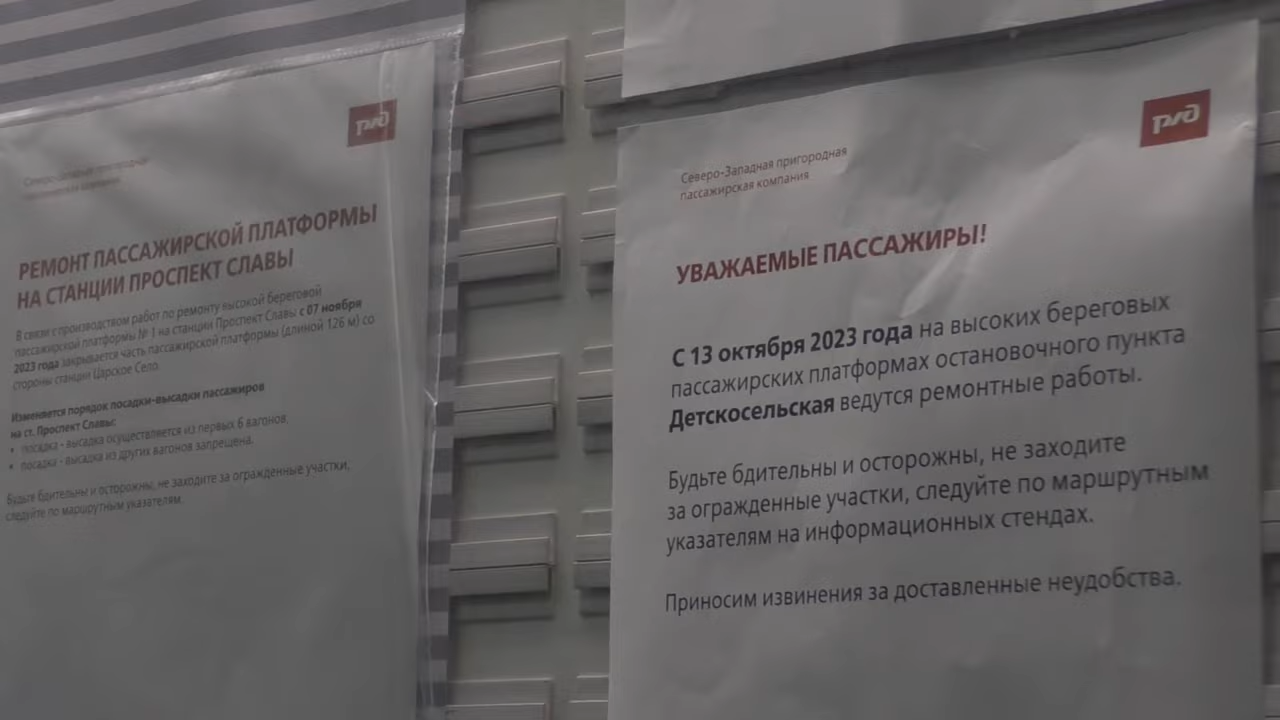 ржд
Северо-Западная пригородная
пассажирская компания
РЕМОНТ ПАССАЖИРСКОЙ ПЛАТФОРМЫ
НА СТАНЦИИ ПРОСПЕКТ СЛАВЫ
В связи с производством работ по ремонту высокой береговой
пассажирской платформы № 1 на станции Проспект Славы с 07 ноября
2023 года закрывается часть пассажирской платформы (длиной 126 м) со
стороны станции Царское Село.
Изменяется порядок посадки-высадки пассажиров
на ст. Проспект Славы:
• посадка - высадка осуществляется из первых 6 вагонов;
• посадка - высадка из других вагонов запрещена.
Будьте бдительны и осторожны, не заходите за огражденные участки,
следуйте по маршрутным указателям.
ржд
Северо-Западная пригородная
пассажирская компания
УВАЖАЕМЫЕ ПАССАЖИРЫ!
С 13 октября 2023 года на высоких береговых
пассажирских платформах остановочного пункта
Детскосельская ведутся ремонтные работы.
Будьте бдительны и осторожны, не заходите
за огражденные участки, следуйте по маршрутным
указателям на информационных стендах.
Приносим извинения за доставленные неудобства.